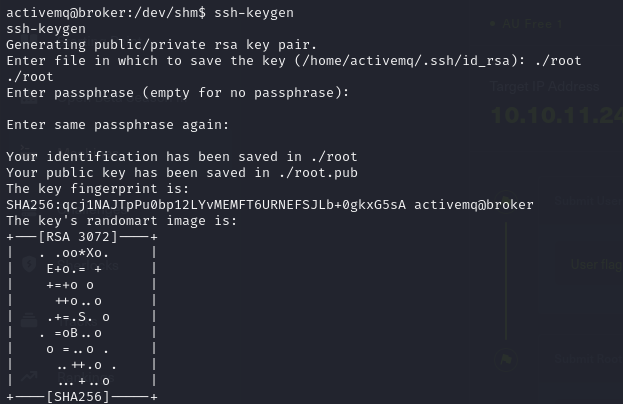 activemq@broker:/dev/shm$ ssh-keygen
ssh-keygen
Generating public/private rsa key pair.
Enter file in which to save the key (/home/activemq/.ssh/id_rsa): ./root
./root
Enter passphrase (empty for no passphrase):
Enter same passphrase again:
Your identification has been saved in ./root
Your public key has been saved in ./root.pub
The key fingerprint is:
SHA256:qcj1NAJTpPu0bp12LYvMEMFT6URNEFSJLb+0gkxG5sA activemq@broker
The key's randomart image is:
+---[RSA 3072]----+
|   . .oo*Xo.     |
|    E+o.= +      |
|    +=+o o       |
|     ++o..o      |
|    .+=.S. o     |
|   . =oB..o      |
|    o =..o .     |
|     ..++.o .    |
|     ...+..o     |
+----[SHA256]-----+
AU Free 1
Target IP Address
10.10.11.24